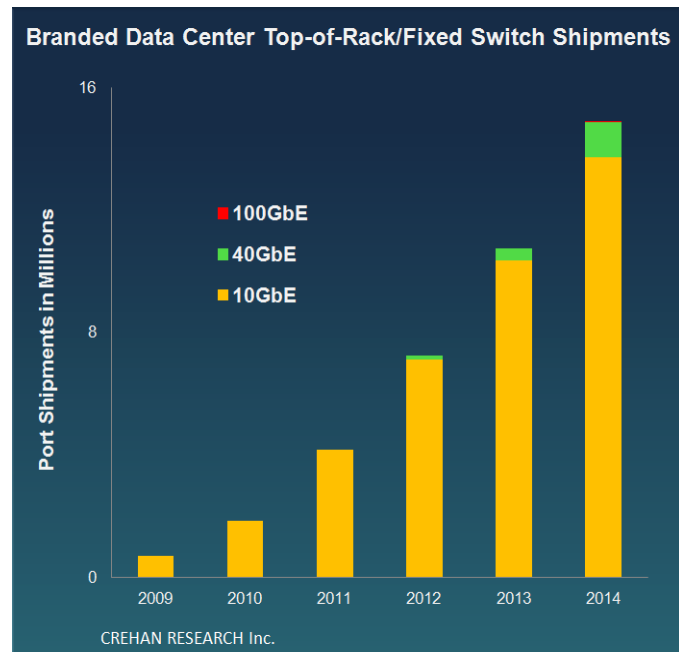 Branded Data Center Top-of-Rack/Fixed Switch Shipments
16
8
0
Port Shipments in Millions
100GbE
40GbE
10GbE
2009 2010 2011 2012 2013 2014
CREHAN RESEARCH Inc.